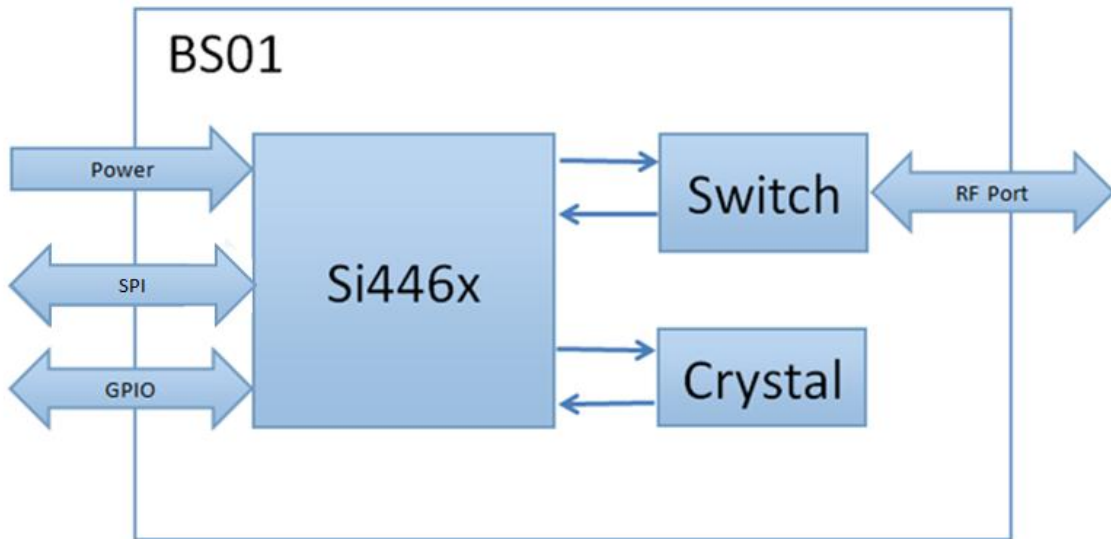 BS01
Power
Switch
RF Port
Si446x
SPI
Crystal
GPIO